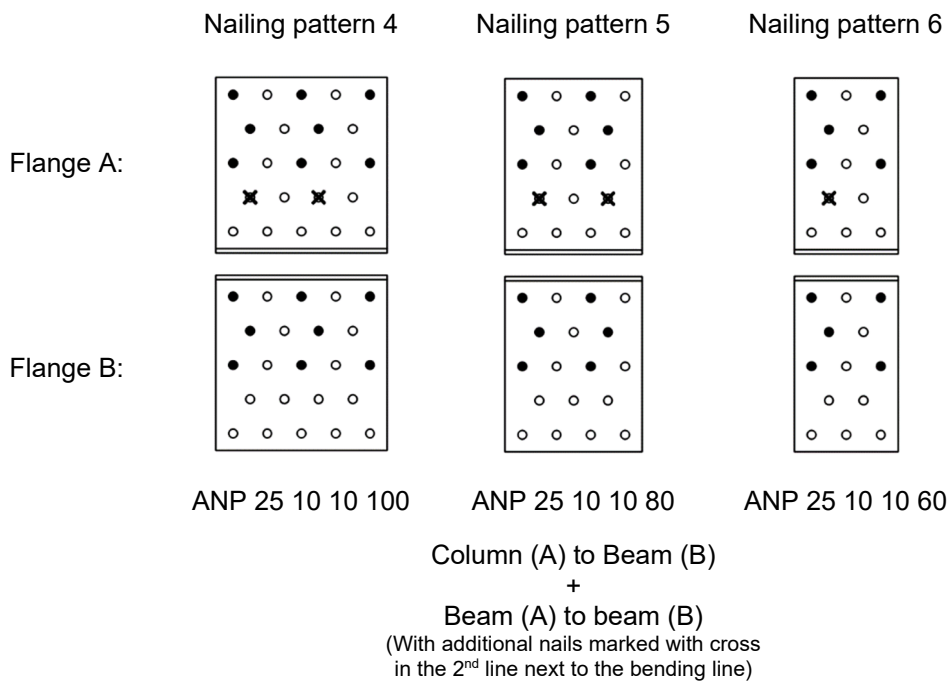 Nailing pattern 4 Nailing pattern 5 Nailing pattern 6
Flange A:
Flange B:
ANP 25 10 10 100 ANP 25 10 10 80 ANP 25 10 10 60
Column (A) to Beam (B)
+
Beam (A) to beam (B)
(With additional nails marked with cross
in the 2nd line next to the bending line)